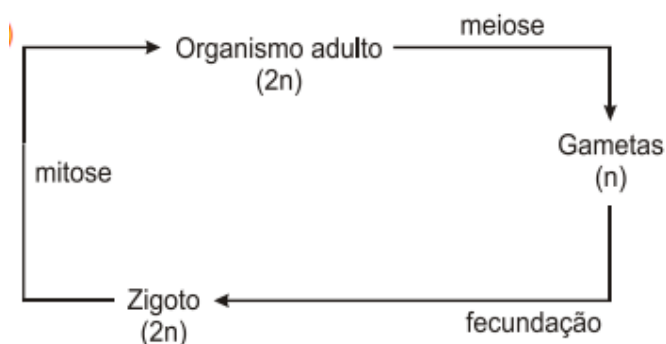 meiose
Organismo adulto
(2n)
Gametas
(n)
mitose
Zigoto
(2n)
fecundação